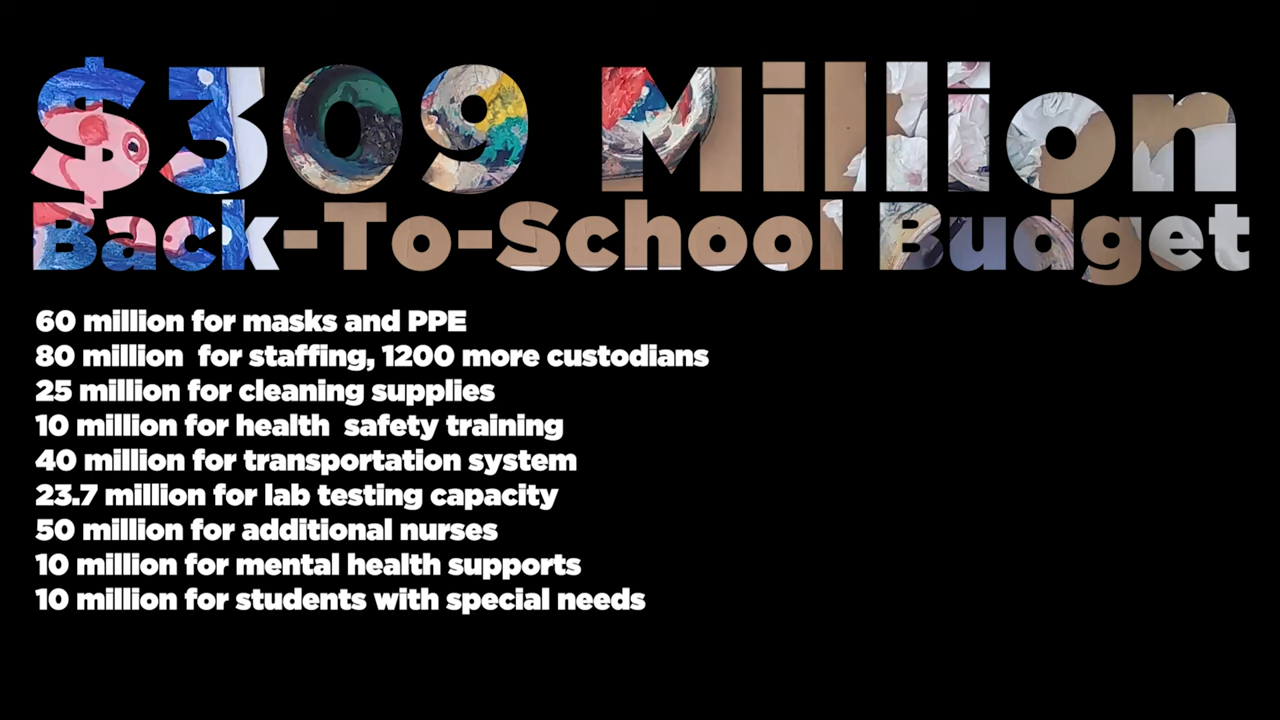 $309 Million
Back-To-School Budget
60 million for masks and PPE
80 million  for staffing, 1200 more custodians
25 million for cleaning supplies
10 million for health  safety training
40 million for transportation system
23.7 million for lab testing capacity
50 million for additional nurses
10 million for mental health supports
10 million for students with special needs